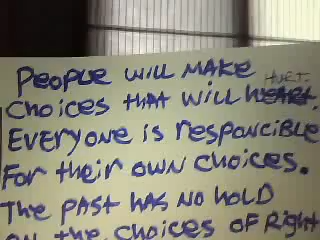 PEOPLE WILL MAKE
CHOICES THAT WILL HURT.
EVERYONE IS RESPONCIBLE
FOR THEIR OWN CHOICES.
THE PAST HAS NO HOLD
ON THE CHOICES OF RIGHT